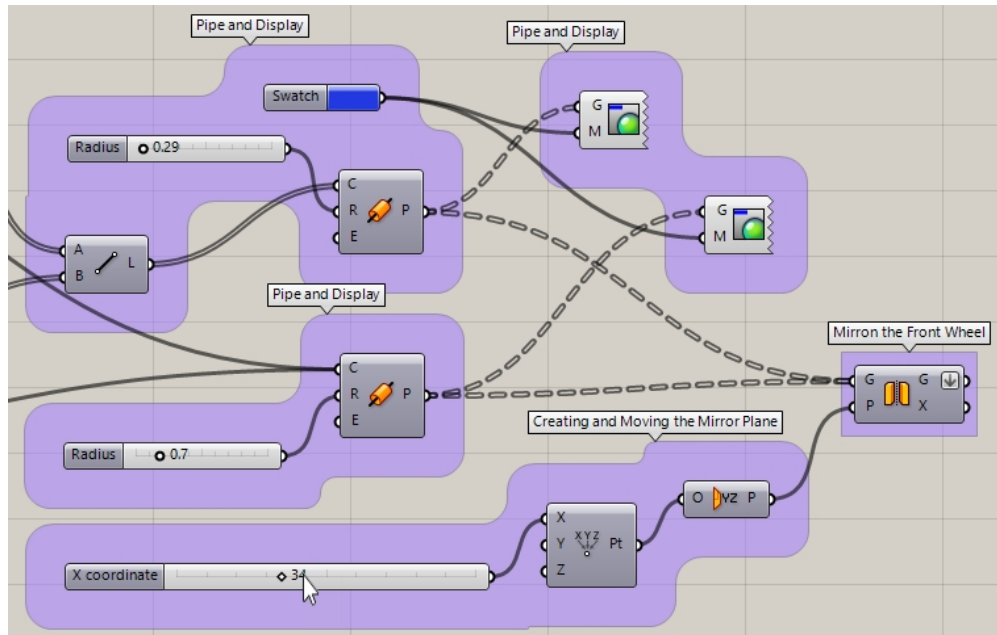 Pipe and Display
Pipe and Display
Swatch
G
M
Radius 0.29
C
R P
E
G
M
A
B L
Pipe and Display
Mirron the Front Wheel
C
R P
E
G G
P X
Creating and Moving the Mirror Plane
Radius 0.7
O YZ P
X
Y XYZ Pt
Z
X coordinate 34